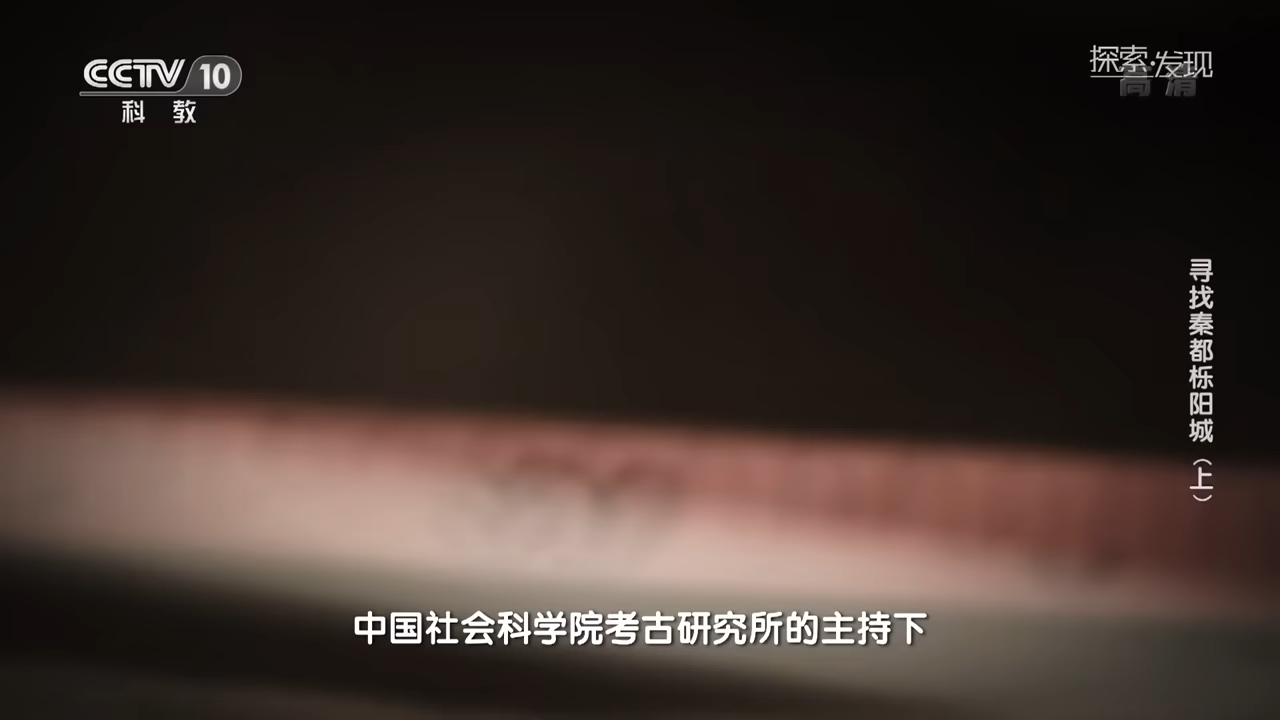 CCTV 10
科 教
探索·发现
高 清
寻找秦都栎阳城（上）
中国社会科学院考古研究所的主持下